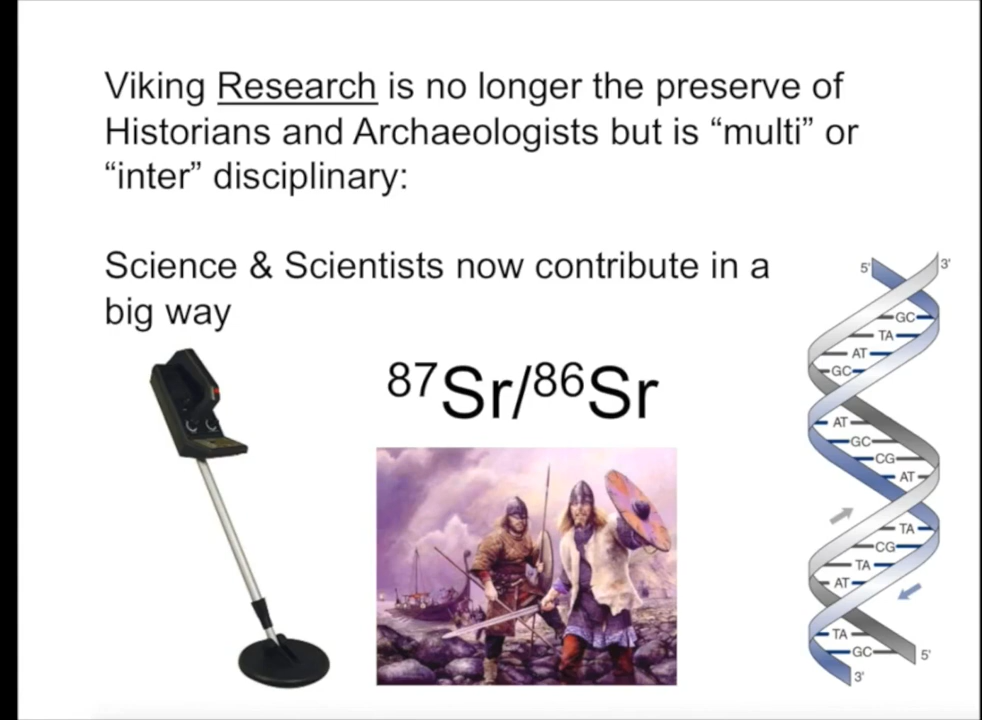 Viking Research is no longer the preserve of
Historians and Archaeologists but is “multi” or
“inter” disciplinary:
Science & Scientists now contribute in a
big way
⁸⁷Sr/⁸⁶Sr
5' 3'
GC
TA
AT
GC
AT
GC
CG
AT
TA
CG
TA
AT
TA
GC
5'
3'